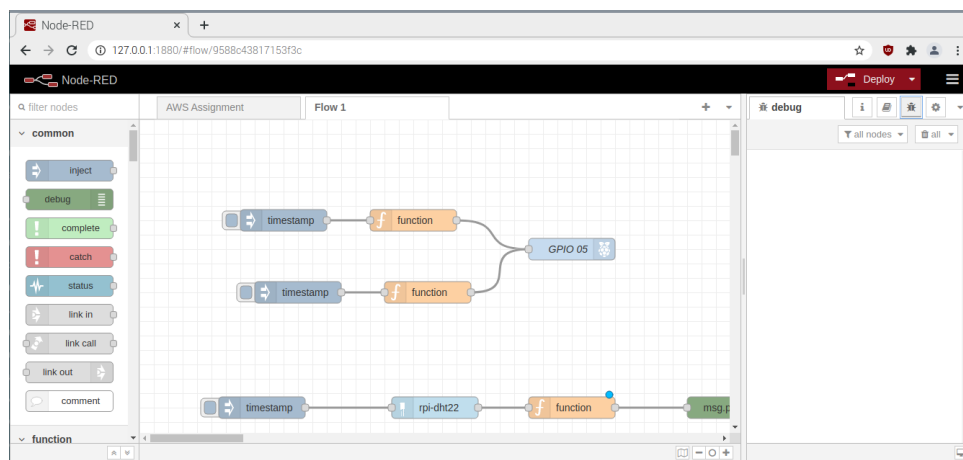 Node-RED
127.0.0.1:1880/#flow/9588c43817153f3c
Node-RED
Deploy
filter nodes
AWS Assignment
Flow 1
debug
i
common
all nodes
all
inject
debug
complete
catch
status
link in
link call
link out
comment
function
timestamp
function
GPIO 05
timestamp
function
timestamp
rpi-dht22
function
msg.p